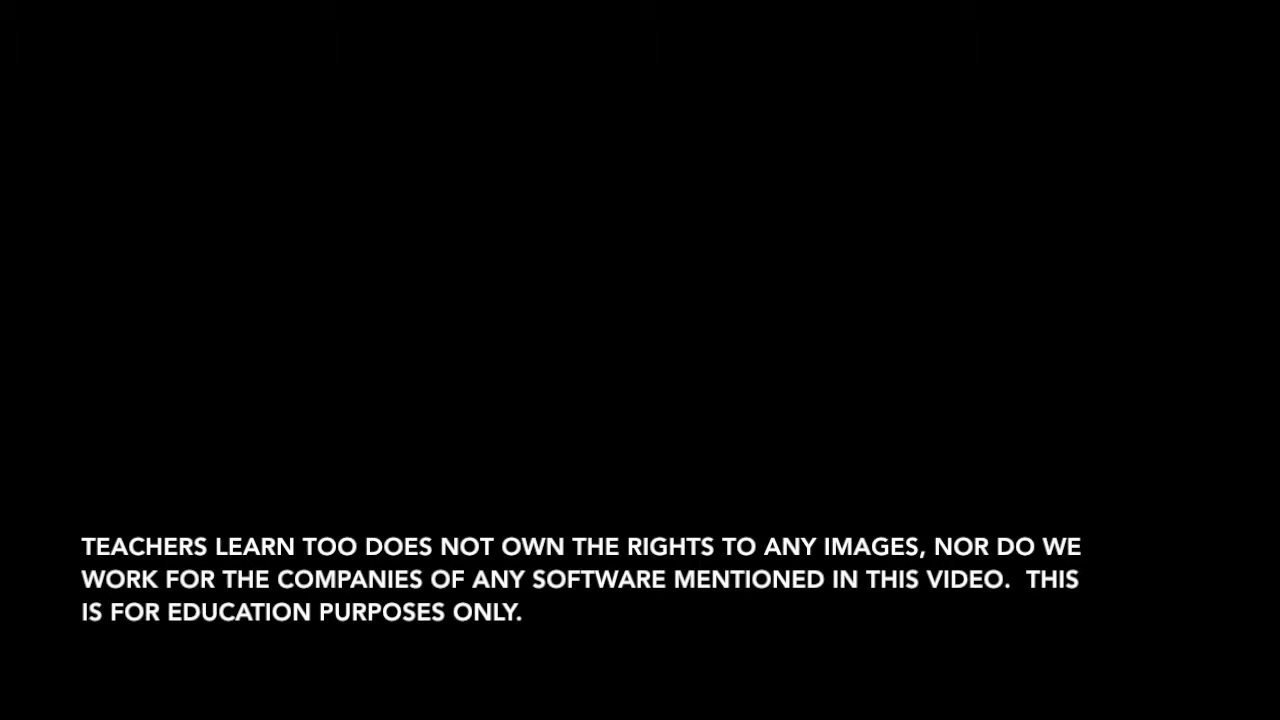 TEACHERS LEARN TOO DOES NOT OWN THE RIGHTS TO ANY IMAGES, NOR DO WE
WORK FOR THE COMPANIES OF ANY SOFTWARE MENTIONED IN THIS VIDEO.  THIS
IS FOR EDUCATION PURPOSES ONLY.